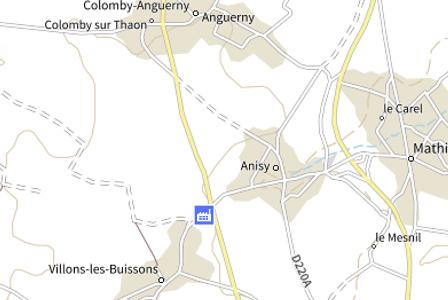 Colomby-Anguerny
Anguerny
Colomby sur Thaon
le Carel
Mathi
Anisy
le Mesnil
Villons-les-Buissons
D220A